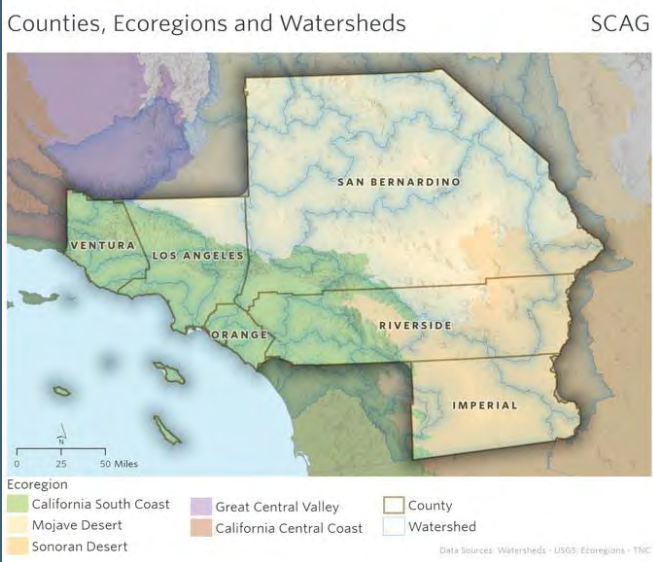 Counties, Ecoregions and Watersheds
SCAG
SAN BERNARDINO
VENTURA
LOS ANGELES
ORANGE
RIVERSIDE
IMPERIAL
N
0 25 50 Miles
Ecoregion
California South Coast
Mojave Desert
Sonoran Desert
Great Central Valley
California Central Coast
County
Watershed
Data Sources: Watersheds - USGS; Ecoregions - TNC